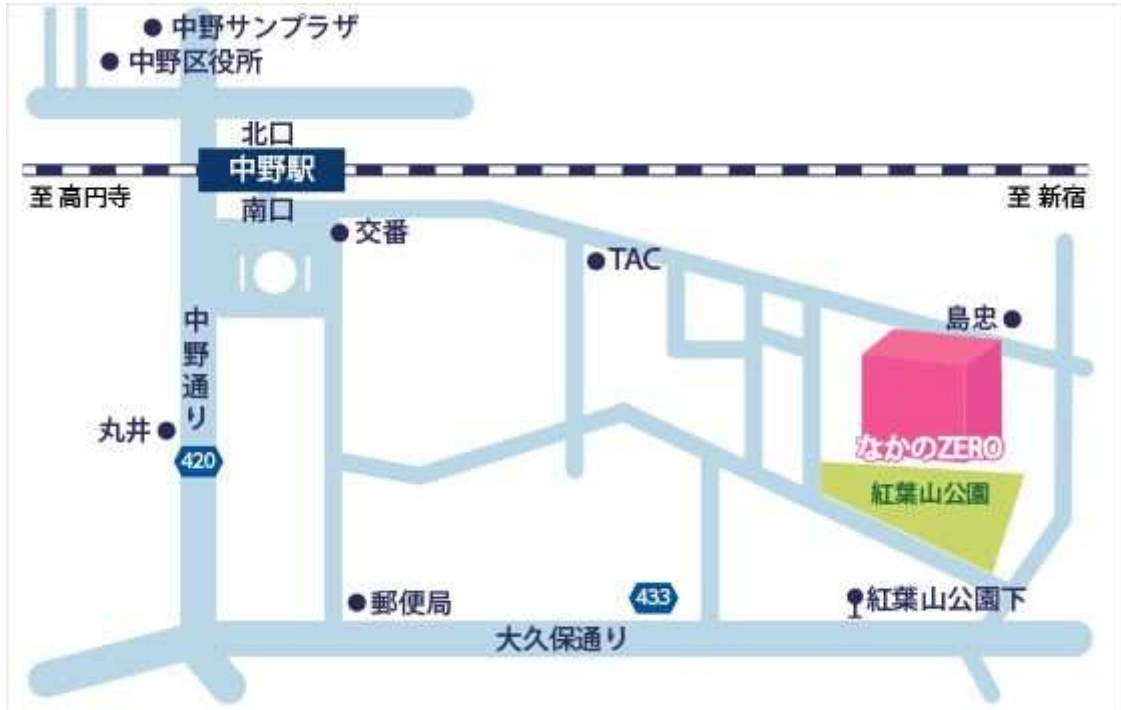 中野サンプラザ
中野区役所
北口
中野駅
至 高円寺
至 新宿
南口
交番
TAC
島忠
中野通り
丸井
420
なかのZERO
紅葉山公園
郵便局
433
紅葉山公園下
大久保通り